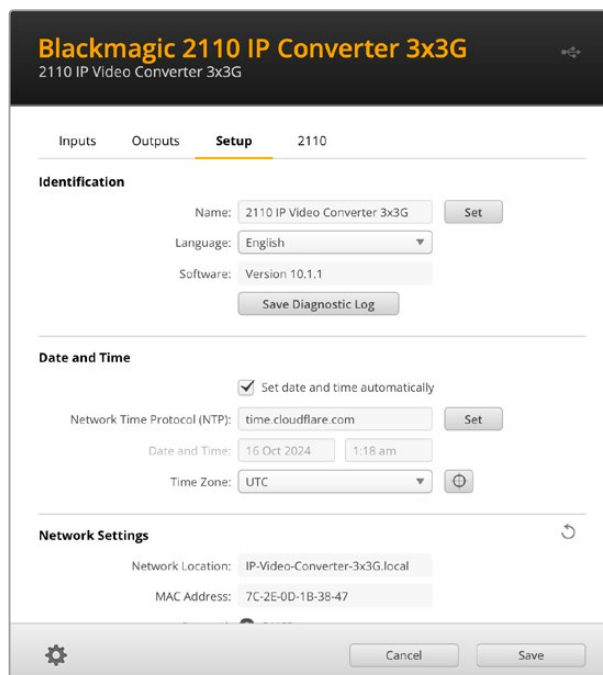 Blackmagic 2110 IP Converter 3x3G
2110 IP Video Converter 3x3G
Inputs Outputs Setup 2110
Identification
Name: 2110 IP Video Converter 3x3G Set
Language: English
Software: Version 10.1.1
Save Diagnostic Log
Date and Time
Set date and time automatically
Network Time Protocol (NTP): time.cloudflare.com Set
Date and Time: 16 Oct 2024 1:18 am
Time Zone: UTC
Network Settings
Network Location: IP-Video-Converter-3x3G.local
MAC Address: 7C-2E-0D-1B-38-47
Cancel Save